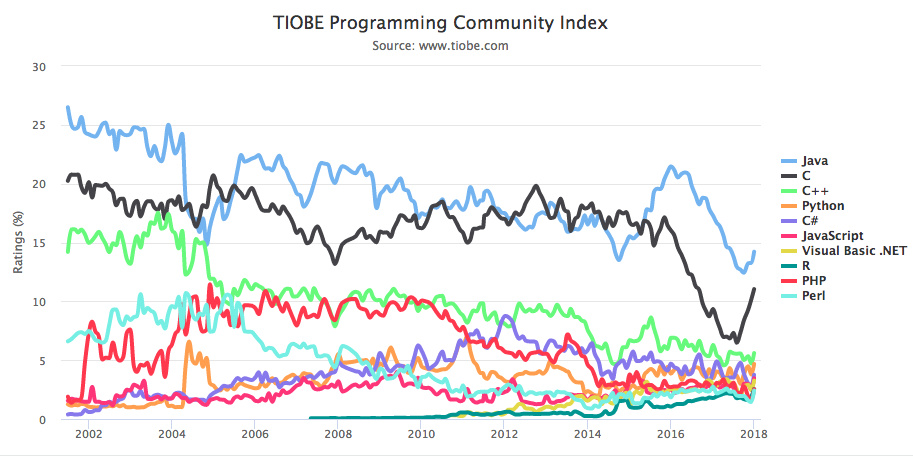 TIOBE Programming Community Index
Source: www.tiobe.com
Ratings (%)
30
25
20
15
10
5
0
2002 2004 2006 2008 2010 2012 2014 2016 2018
Java
C
C++
Python
C#
JavaScript
Visual Basic .NET
R
PHP
Perl